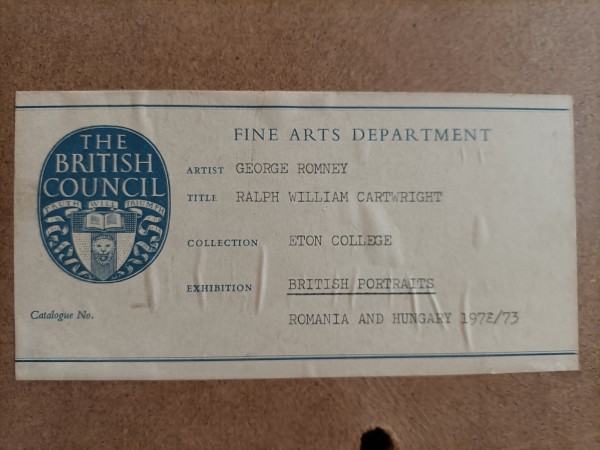 THE
BRITISH
COUNCIL
TRUTH WILL TRIUMPH
FINE ARTS DEPARTMENT
ARTIST GEORGE ROMNEY
TITLE RALPH WILLIAM CARTWRIGHT
COLLECTION ETON COLLEGE
EXHIBITION BRITISH PORTRAITS
Catalogue No.
ROMANIA AND HUNGARY 1972/73